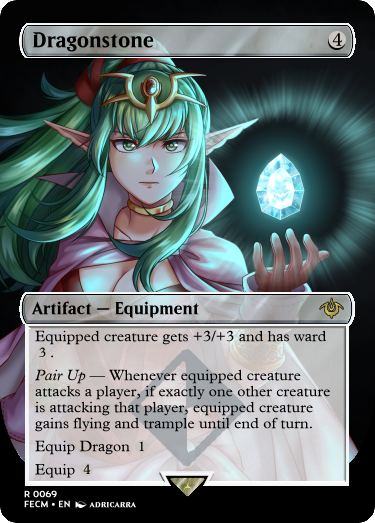 Dragonstone 4
Artifact — Equipment
Equipped creature gets +3/+3 and has ward
3 .
Pair Up — Whenever equipped creature
attacks a player, if exactly one other creature
is attacking that player, equipped creature
gains flying and trample until end of turn.
Equip Dragon 1
Equip 4
R 0069
FECM • EN ADRICARRA